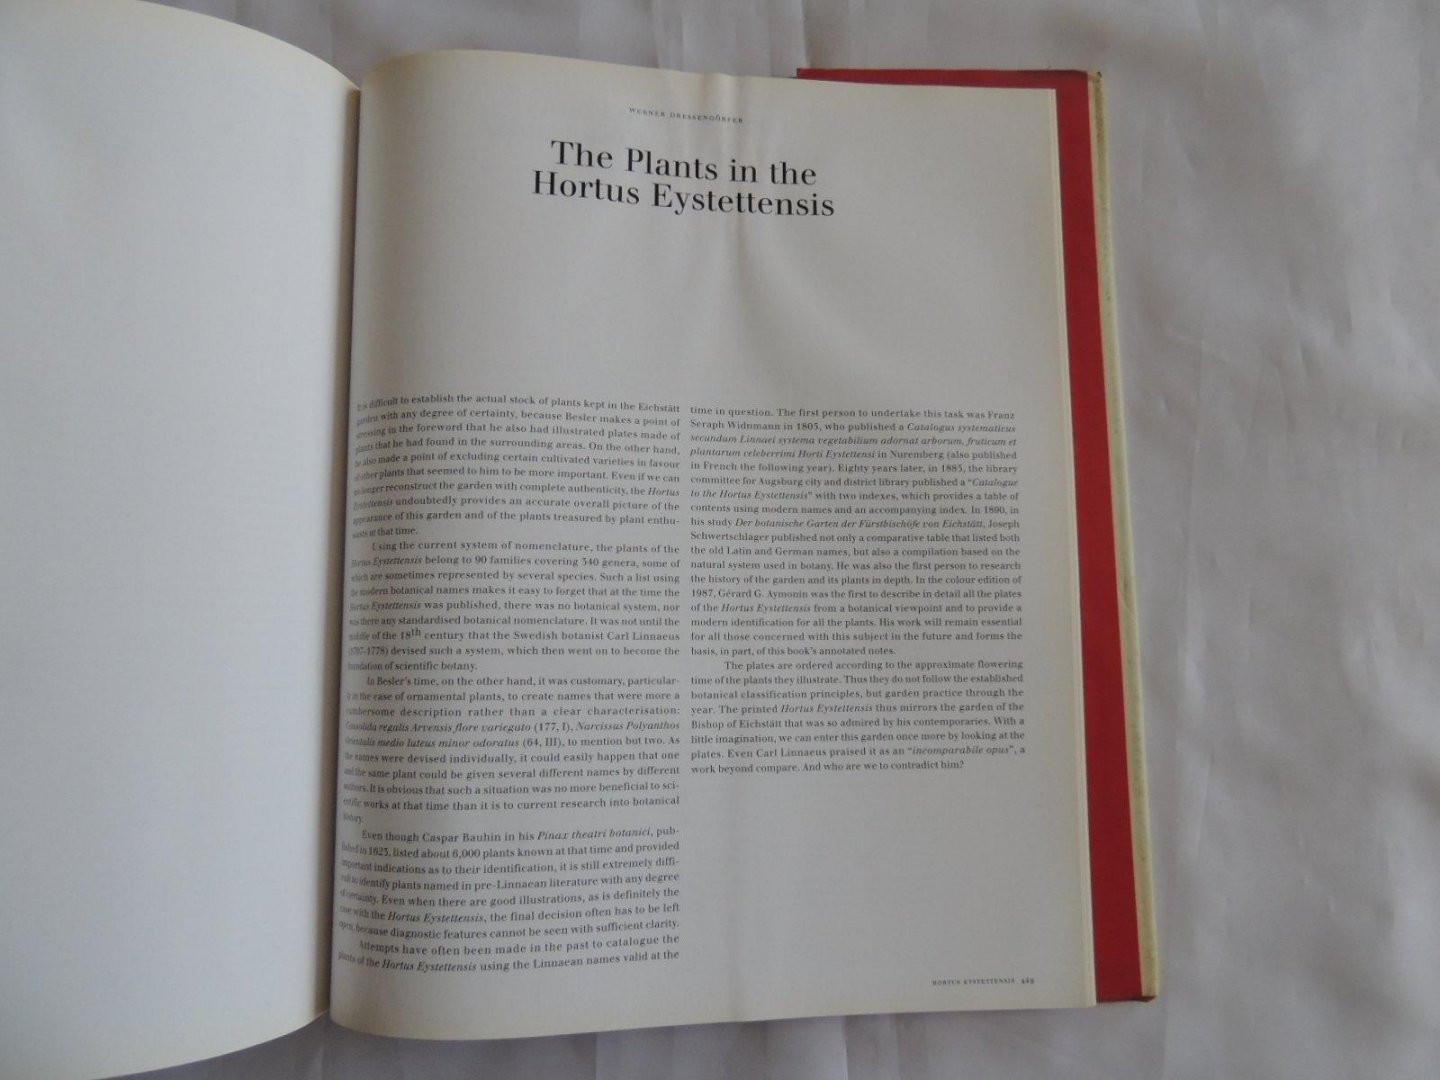 WERNER DRESSENDÖRFER
The Plants in the
Hortus Eystettensis
It is difficult to establish the actual stock of plants kept in the Eichstätt
garden with any degree of certainty, because Besler makes a point of
stressing in the foreword that he also had illustrated plates made of
plants that he had found in the surrounding areas. On the other hand,
he also made a point of excluding certain cultivated varieties in favour
of other plants that seemed to him to be more important. Even if we can
no longer reconstruct the garden with complete authenticity, the Hortus
Eystettensis undoubtedly provides an accurate overall picture of the
appearance of this garden and of the plants treasured by plant enthu-
siasts at that time.
Using the current system of nomenclature, the plants of the
Hortus Eystettensis belong to 90 families covering 340 genera, some of
which are sometimes represented by several species. Such a list using
the modern botanical names makes it easy to forget that at the time the
Hortus Eystettensis was published, there was no botanical system, nor
was there any standardised botanical nomenclature. It was not until the
middle of the 18th century that the Swedish botanist Carl Linnaeus
(1707-1778) devised such a system, which then went on to become the
foundation of scientific botany.
In Besler's time, on the other hand, it was customary, particular-
ly in the case of ornamental plants, to create names that were more a
cumbersome description rather than a clear characterisation:
Consolida regalis Arvensis flore variegato (177, I), Narcissus Polyanthos
Orientalis medio luteus minor odoratus (64, III), to mention but two. As
the names were devised individually, it could easily happen that one
and the same plant could be given several different names by different
authors. It is obvious that such a situation was no more beneficial to sci-
entific works at that time than it is to current research into botanical
history.
Even though Caspar Bauhin in his Pinax theatri botanici, pub-
lished in 1623, listed about 6,000 plants known at that time and provided
important indications as to their identification, it is still extremely diffi-
cult to identify plants named in pre-Linnaean literature with any degree
of certainty. Even when there are good illustrations, as is definitely the
case with the Hortus Eystettensis, the final decision often has to be left
open, because diagnostic features cannot be seen with sufficient clarity.
Attempts have often been made in the past to catalogue the
plants of the Hortus Eystettensis using the Linnaean names valid at the
time in question. The first person to undertake this task was Franz
Seraph Widnmann in 1805, who published a Catalogus systematicus
secundum Linnaei systema vegetabilium adornat arborum, fruticum et
plantarum celeberrimi Horti Eystettensi in Nuremberg (also published
in French the following year). Eighty years later, in 1885, the library
committee for Augsburg city and district library published a “Catalogue
to the Hortus Eystettensis” with two indexes, which provides a table of
contents using modern names and an accompanying index. In 1890, in
his study Der botanische Garten der Fürstbischöfe von Eichstätt, Joseph
Schwertschlager published not only a comparative table that listed both
the old Latin and German names, but also a compilation based on the
natural system used in botany. He was also the first person to research
the history of the garden and its plants in depth. In the colour edition of
1987, Gérard G. Aymonin was the first to describe in detail all the plates
of the Hortus Eystettensis from a botanical viewpoint and to provide a
modern identification for all the plants. His work will remain essential
for all those concerned with this subject in the future and forms the
basis, in part, of this book's annotated notes.
The plates are ordered according to the approximate flowering
time of the plants they illustrate. Thus they do not follow the established
botanical classification principles, but garden practice through the
year. The printed Hortus Eystettensis thus mirrors the garden of the
Bishop of Eichstätt that was so admired by his contemporaries. With a
little imagination, we can enter this garden once more by looking at the
plates. Even Carl Linnaeus praised it as an “incomparabile opus”, a
work beyond compare. And who are we to contradict him?
HORTUS EYSTETTENSIS 429